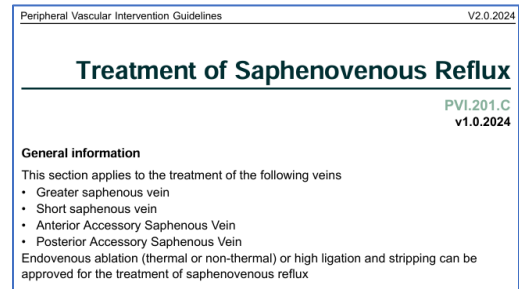 Peripheral Vascular Intervention Guidelines V2.0.2024
Treatment of Saphenovenous Reflux
PVI.201.C
v1.0.2024
General information
This section applies to the treatment of the following veins
• Greater saphenous vein
• Short saphenous vein
• Anterior Accessory Saphenous Vein
• Posterior Accessory Saphenous Vein
Endovenous ablation (thermal or non-thermal) or high ligation and stripping can be
approved for the treatment of saphenovenous reflux